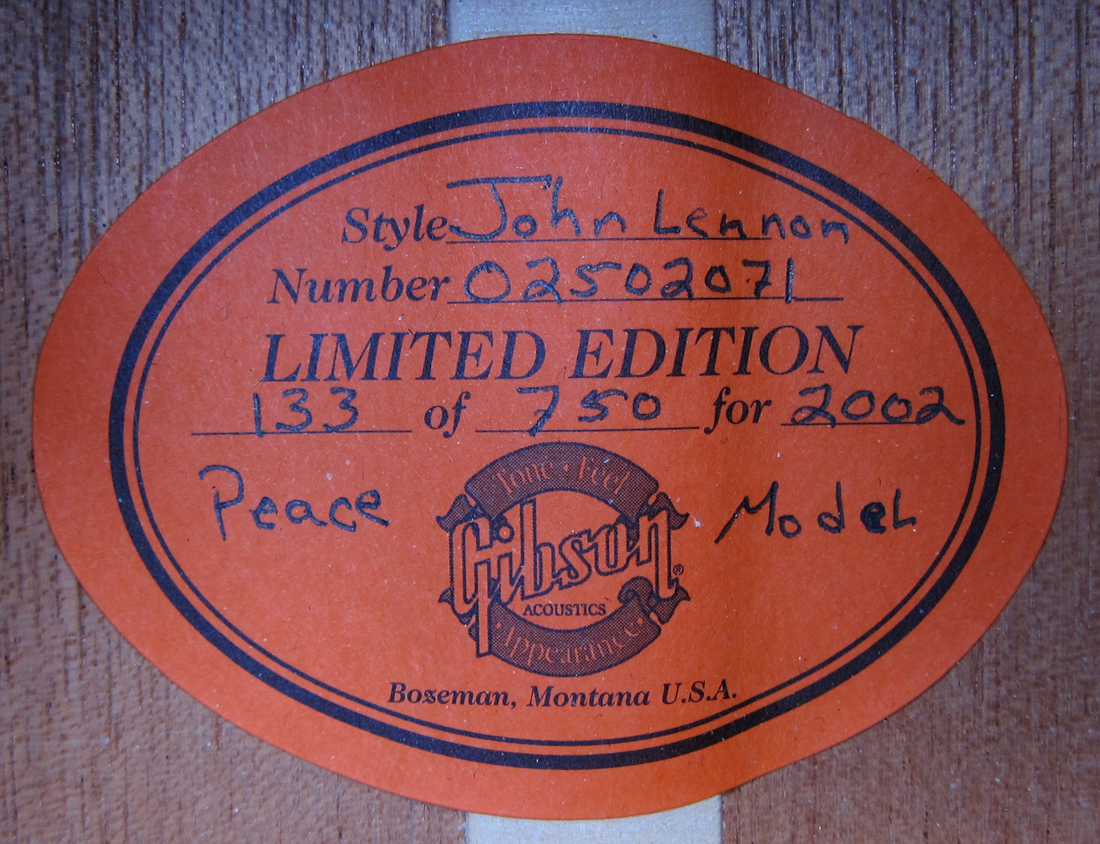 Style John Lennon
Number 02502071
LIMITED EDITION
133 of 750 for 2002
Peace Model
Tone • Feel
Gibson ®
ACOUSTICS
• Appearance •
Bozeman, Montana U.S.A.